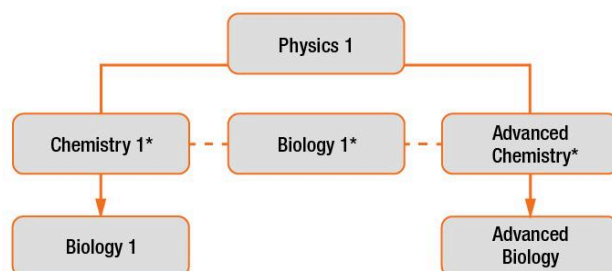 Physics 1
Chemistry 1*
Biology 1*
Advanced
Chemistry*
Biology 1
Advanced
Biology